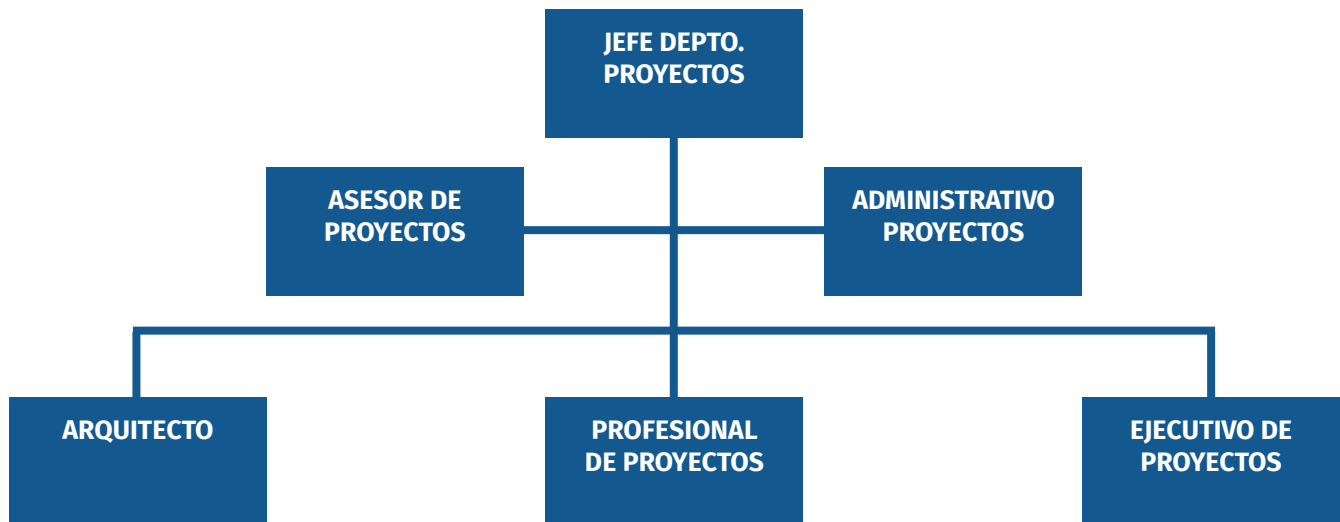 JEFE DEPTO.
PROYECTOS
ASESOR DE
PROYECTOS
ADMINISTRATIVO
PROYECTOS
ARQUITECTO
PROFESIONAL
DE PROYECTOS
EJECUTIVO DE
PROYECTOS